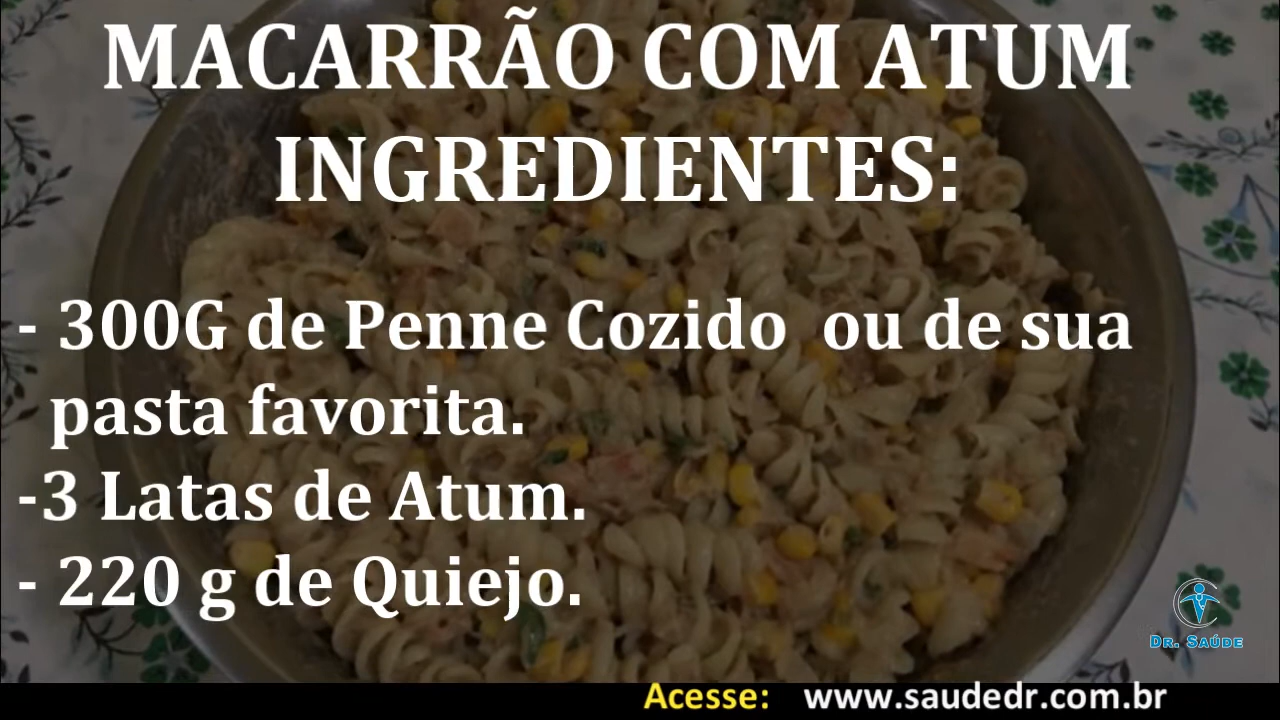 MACARRÃO COM ATUM
INGREDIENTES:
- 300G de Penne Cozido ou de sua
pasta favorita.
-3 Latas de Atum.
- 220 g de Quiejo.
DR. SAÚDE
Acesse: www.saudedr.com.br